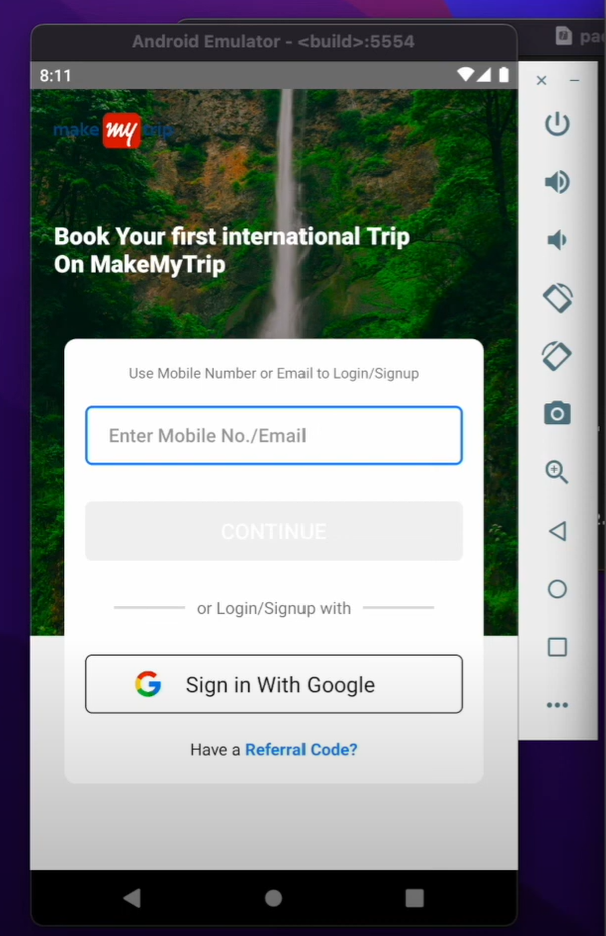 Android Emulator - <build>:5554
pac
8:11
make my trip
Book Your first international Trip
On MakeMyTrip
Use Mobile Number or Email to Login/Signup
Enter Mobile No./Email
CONTINUE
or Login/Signup with
Sign in With Google
Have a Referral Code?